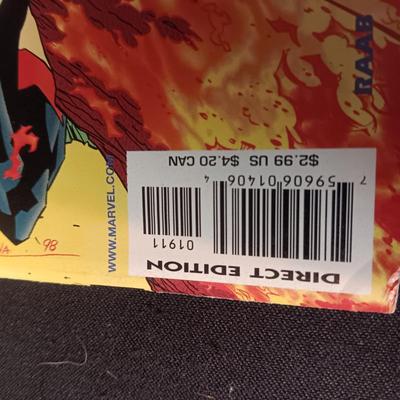 DIRECT EDITION
01911
7 59606 01406 4
$2.99 US $4.20 CAN
WWW.MARVEL.COM
RAAB
'98